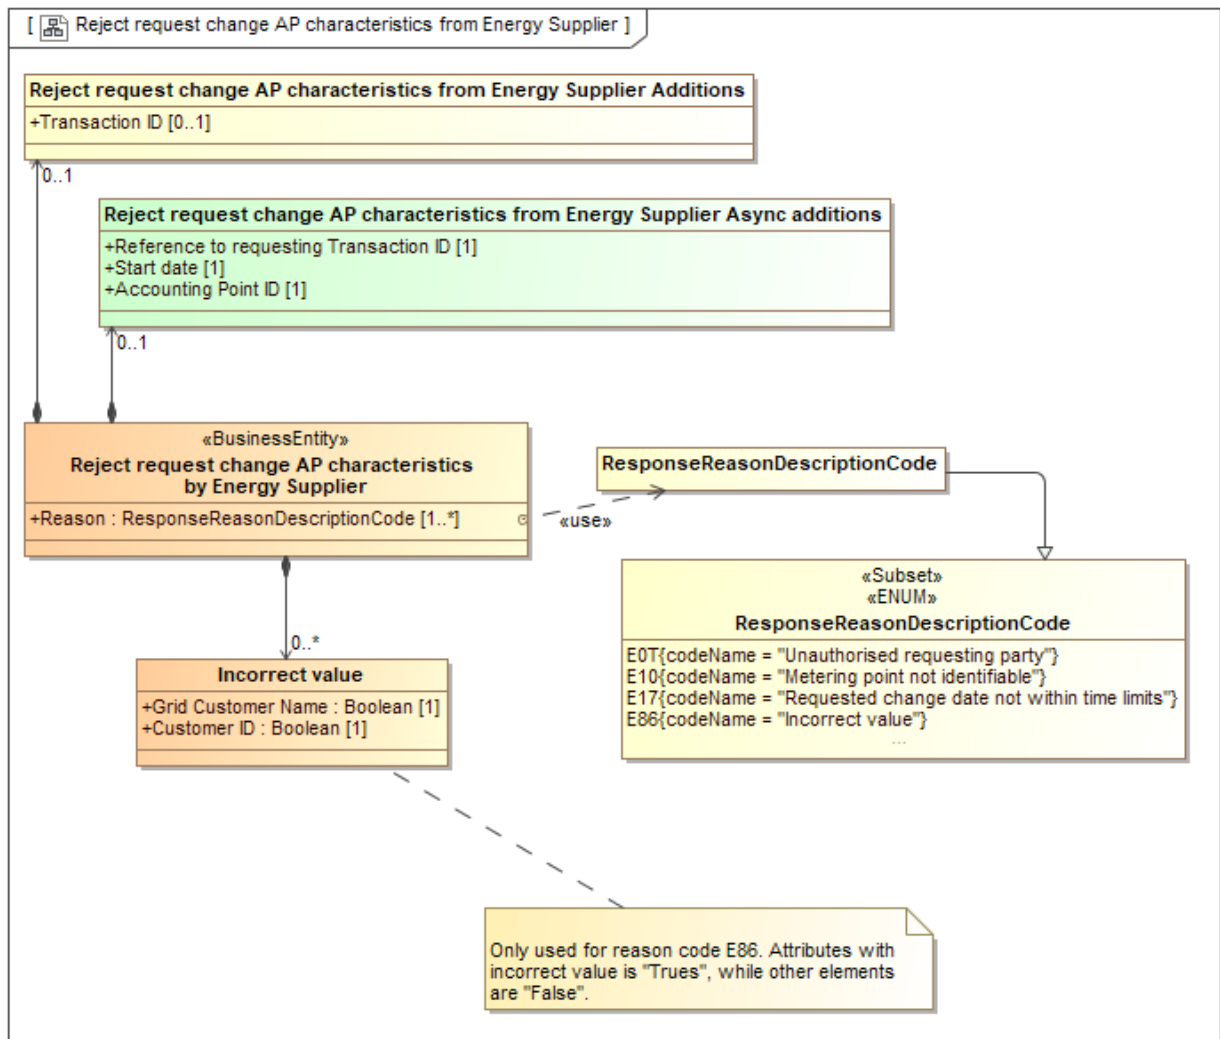 [ Reject request change AP characteristics from Energy Supplier ]
Reject request change AP characteristics from Energy Supplier Additions
+Transaction ID [0..1]
0..1
Reject request change AP characteristics from Energy Supplier Async additions
+Reference to requesting Transaction ID [1]
+Start date [1]
+Accounting Point ID [1]
0..1
«BusinessEntity»
Reject request change AP characteristics
by Energy Supplier
+Reason : ResponseReasonDescriptionCode [1..*]
«use»
ResponseReasonDescriptionCode
«Subset»
«ENUM»
ResponseReasonDescriptionCode
E0T{codeName = "Unauthorised requesting party"}
E10{codeName = "Metering point not identifiable"}
E17{codeName = "Requested change date not within time limits"}
E86{codeName = "Incorrect value"}
...
0..*
Incorrect value
+Grid Customer Name : Boolean [1]
+Customer ID : Boolean [1]
Only used for reason code E86. Attributes with
incorrect value is "Trues", while other elements
are "False".